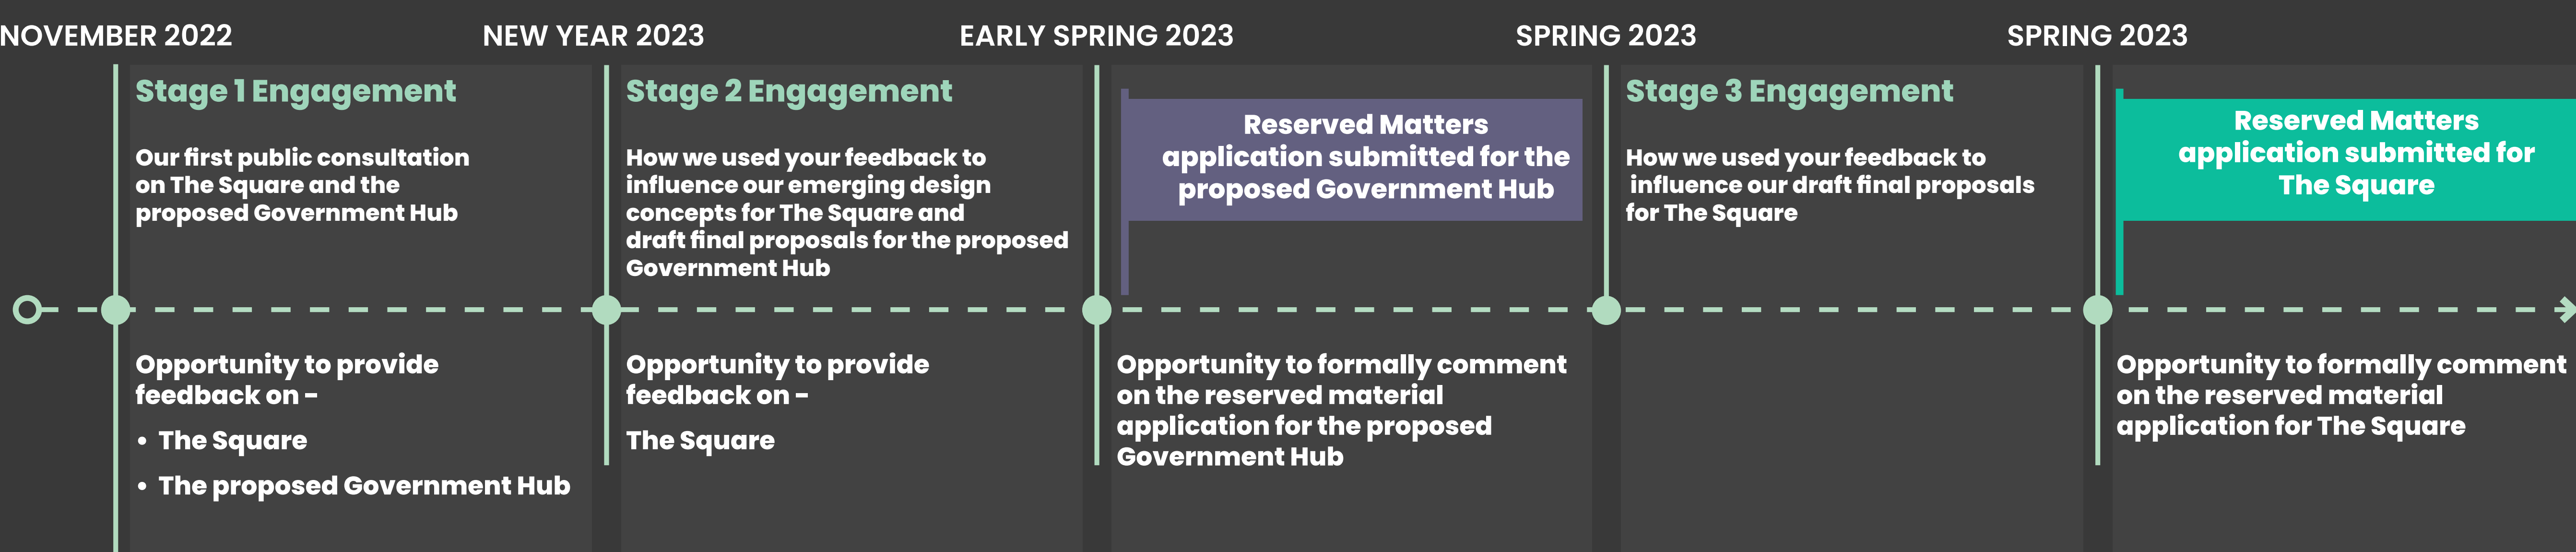 NOVEMBER 2022
Stage 1 Engagement
Our first public consultation
on The Square and the
proposed Government Hub
Opportunity to provide
feedback on –
• The Square
• The proposed Government Hub
NEW YEAR 2023
Stage 2 Engagement
How we used your feedback to
influence our emerging design
concepts for The Square and
draft final proposals for the proposed
Government Hub
Opportunity to provide
feedback on –
The Square
EARLY SPRING 2023
Reserved Matters
application submitted for the
proposed Government Hub
Opportunity to formally comment
on the reserved material
application for the proposed
Government Hub
SPRING 2023
Stage 3 Engagement
How we used your feedback to
influence our draft final proposals
for The Square
SPRING 2023
Reserved Matters
application submitted for
The Square
Opportunity to formally comment
on the reserved material
application for The Square